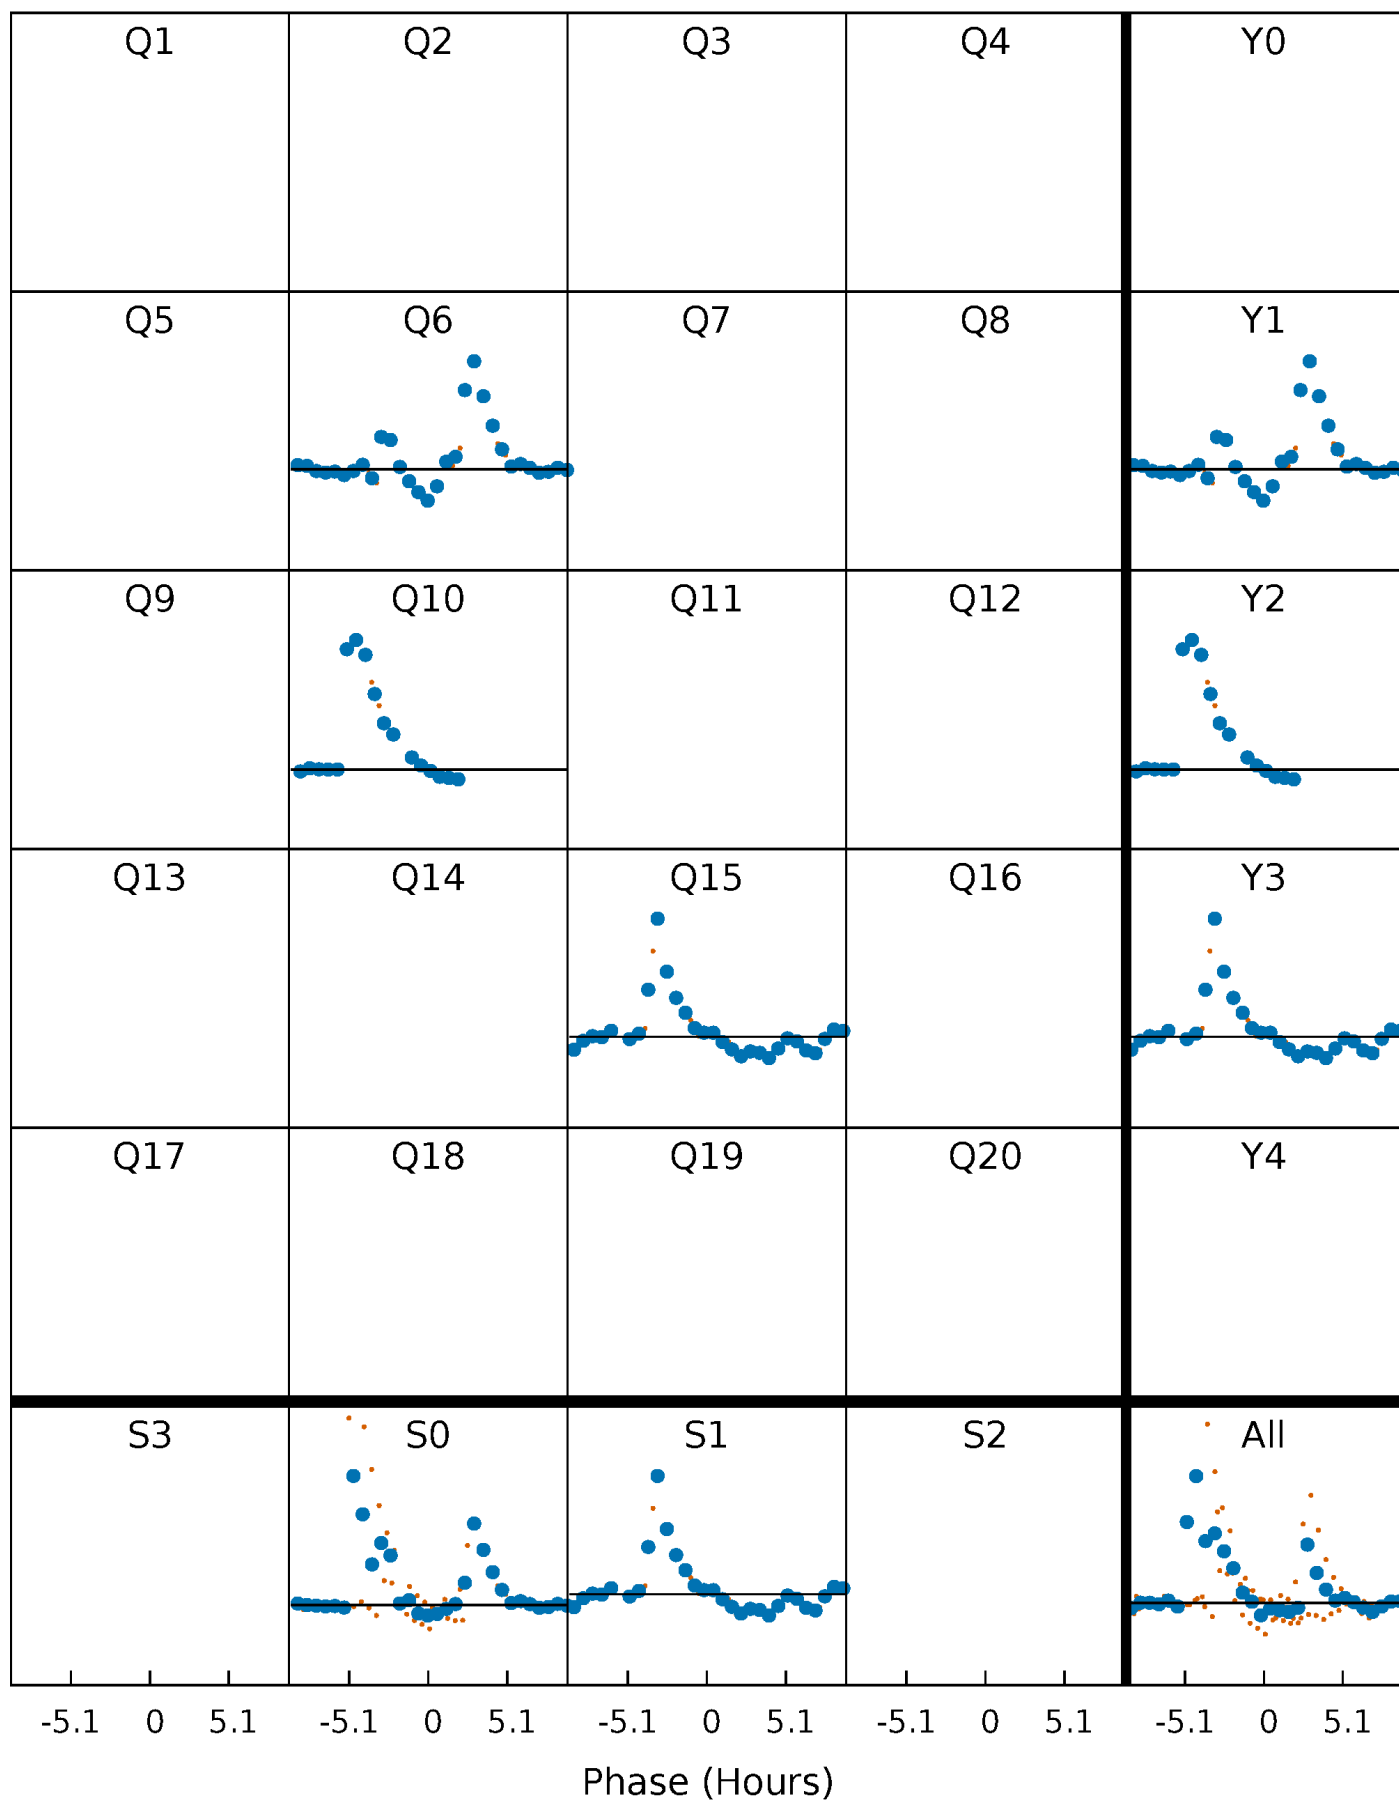 Q1 Q2 Q3 Q4 Y0
Q5 Q6 Q7 Q8 Y1
Q9 Q10 Q11 Q12 Y2
Q13 Q14 Q15 Q16 Y3
Q17 Q18 Q19 Q20 Y4
S3 S0 S1 S2 All
-5.1 0 5.1 -5.1 0 5.1 -5.1 0 5.1 -5.1 0 5.1 -5.1 0 5.1
Phase (Hours)